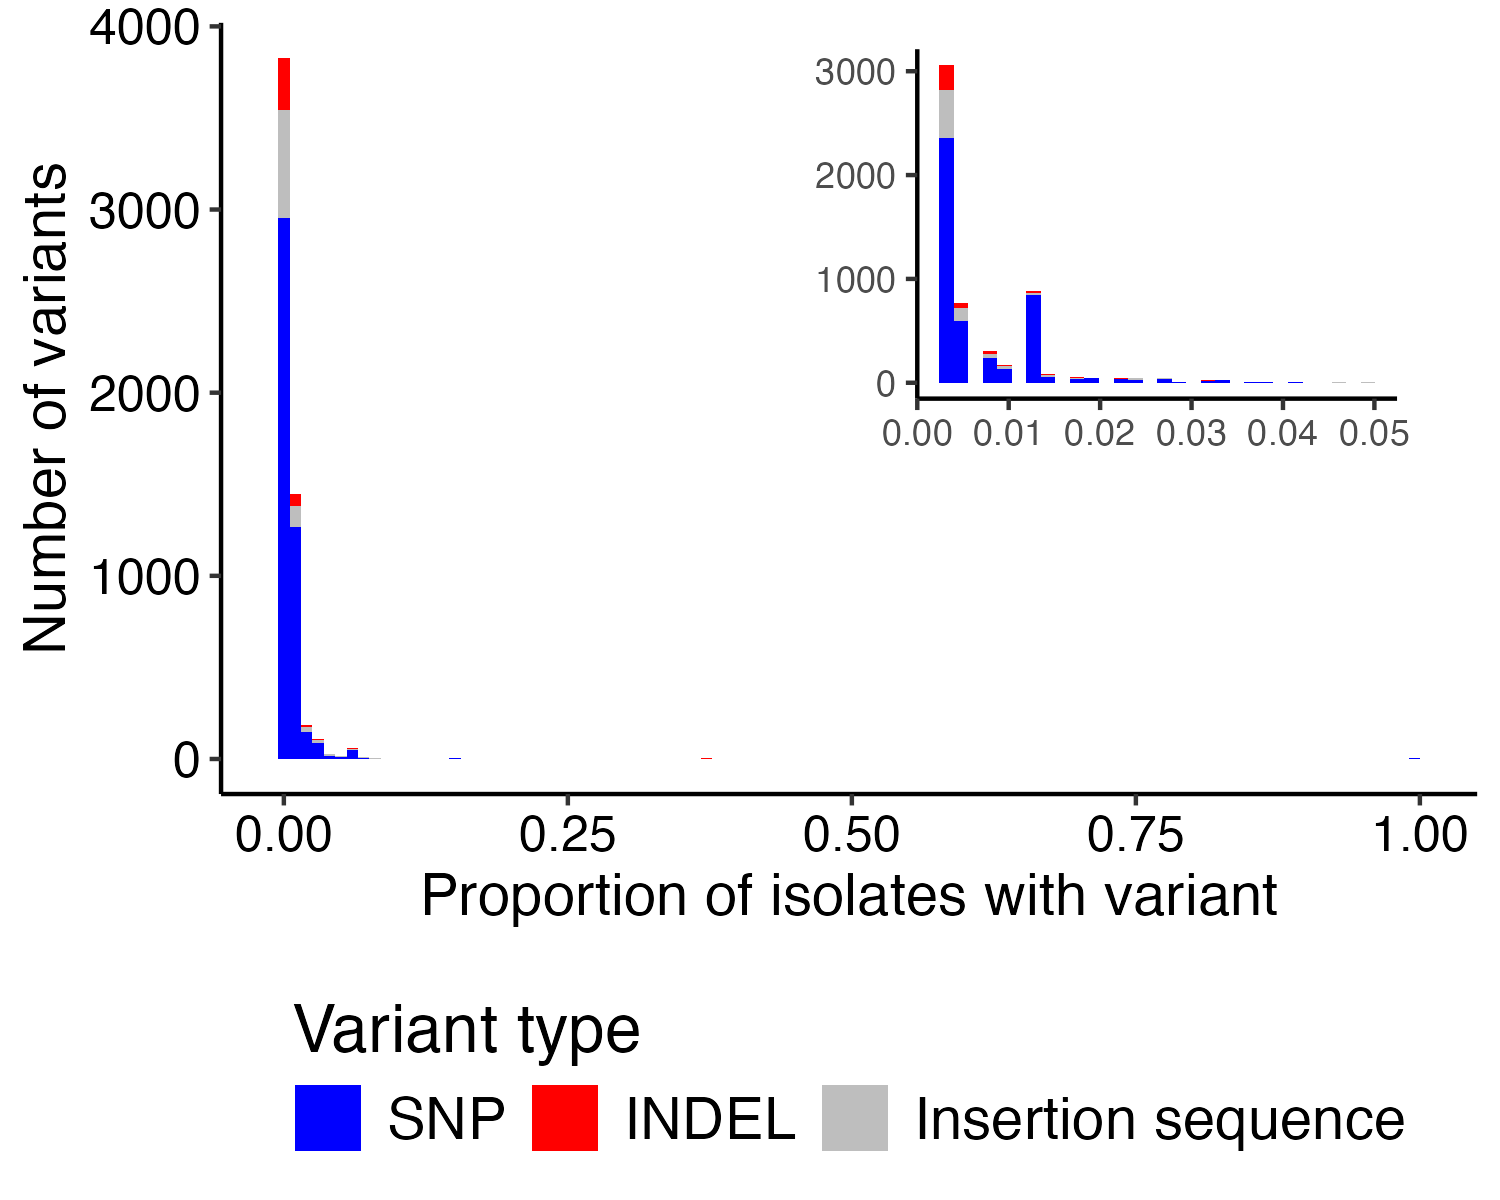 Number of variants
4000
3000
2000
1000
0
3000
2000
1000
0
0.00 0.01 0.02 0.03 0.04 0.05
0.00 0.25 0.50 0.75 1.00
Proportion of isolates with variant
Variant type
SNP INDEL Insertion sequence